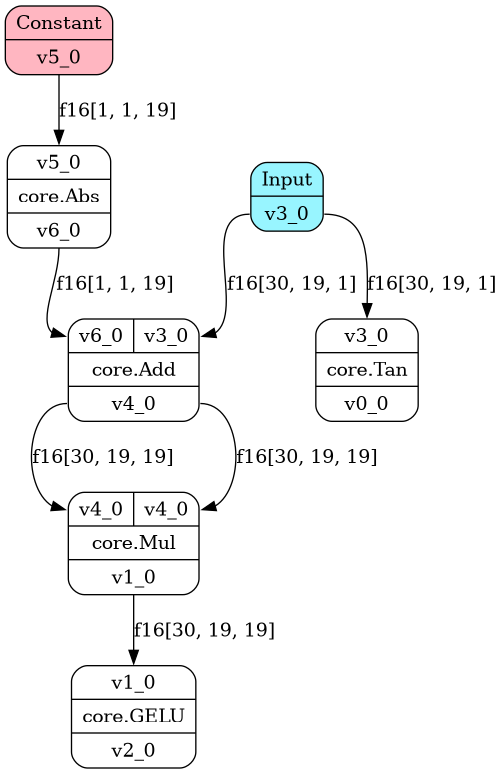 Constant
v5_0
f16[1, 1, 19]
v5_0
core.Abs
v6_0
Input
v3_0
f16[1, 1, 19]
f16[30, 19, 1]
f16[30, 19, 1]
v6_0 v3_0
core.Add
v4_0
v3_0
core.Tan
v0_0
f16[30, 19, 19]
f16[30, 19, 19]
v4_0 v4_0
core.Mul
v1_0
f16[30, 19, 19]
v1_0
core.GELU
v2_0